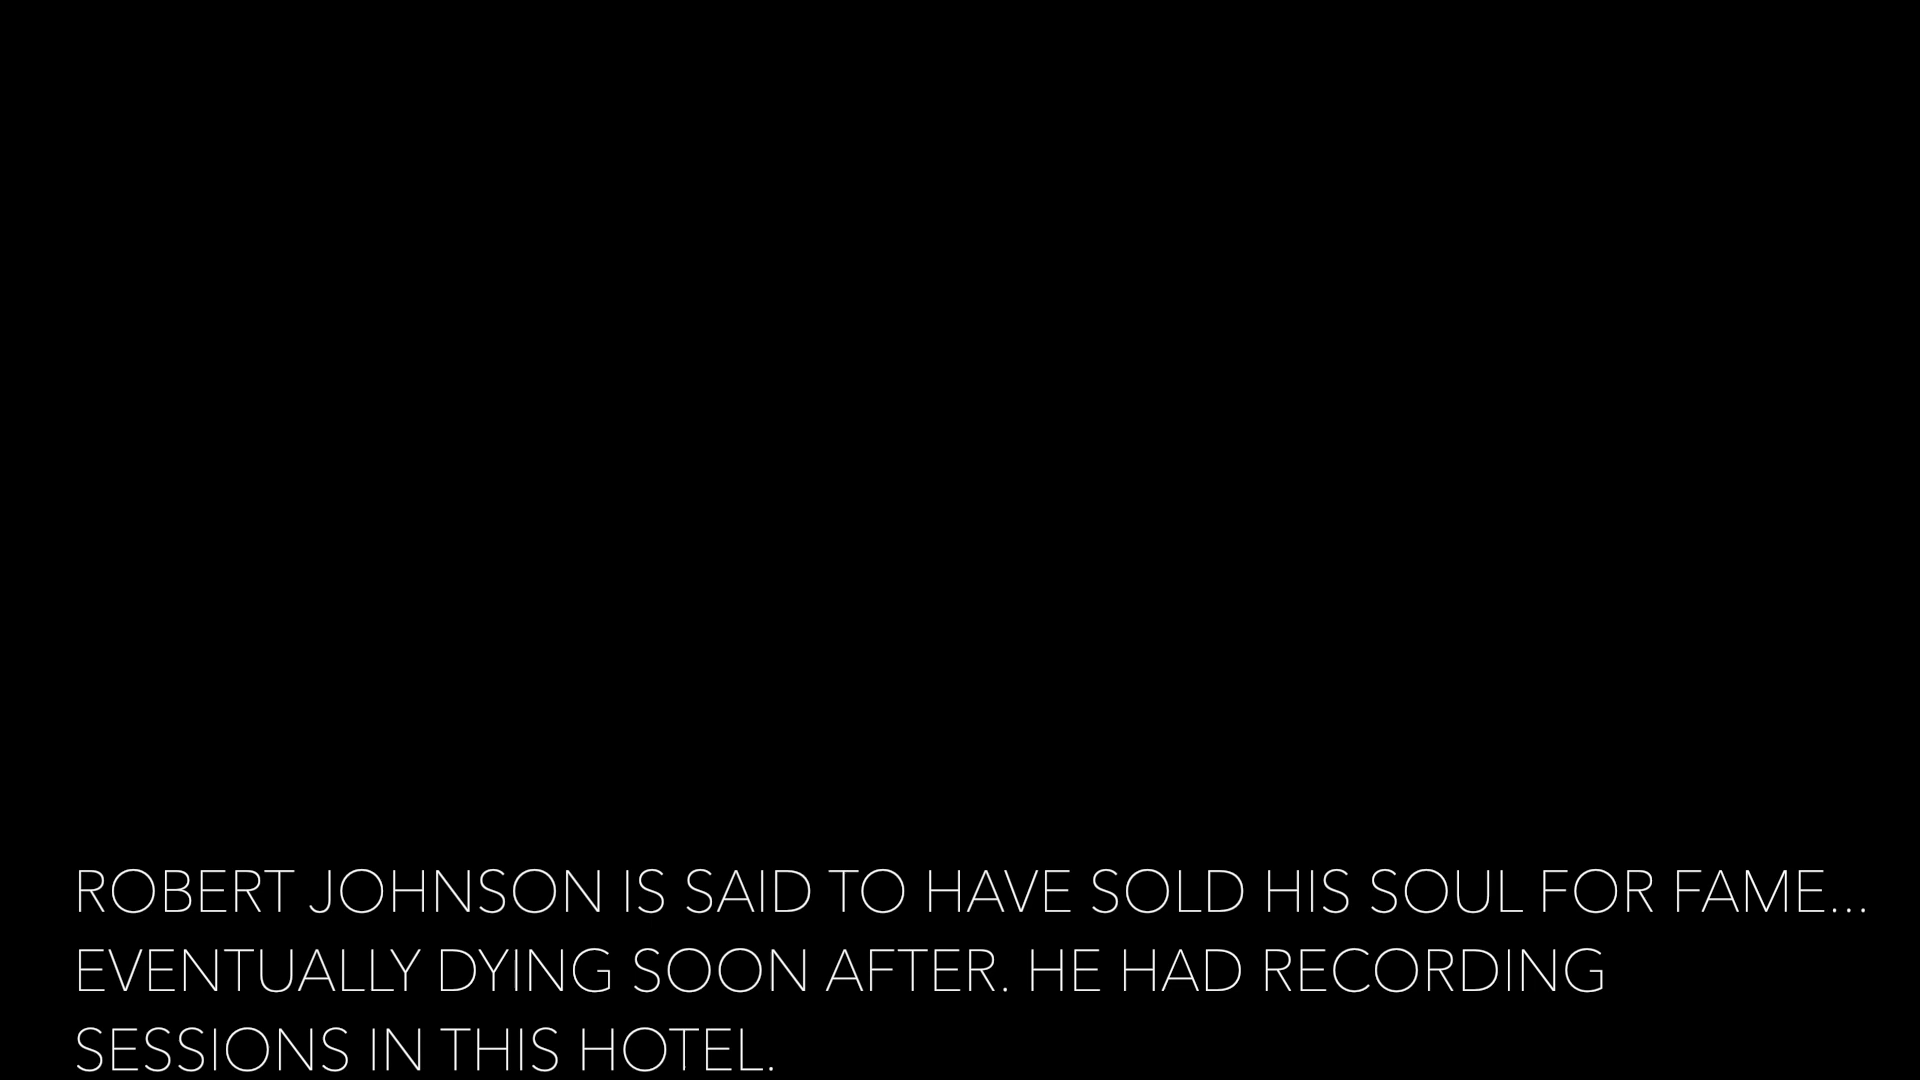 ROBERT JOHNSON IS SAID TO HAVE SOLD HIS SOUL FOR FAME...
EVENTUALLY DYING SOON AFTER. HE HAD RECORDING
SESSIONS IN THIS HOTEL.